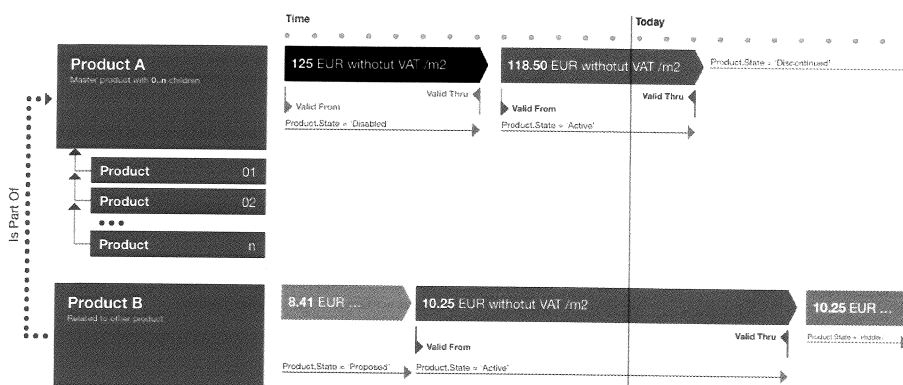 Time
Today
Product A
Master product with 0..n children
125 EUR withotut VAT /m2
118.50 EUR withotut VAT /m2
Product.State = 'Discontinued'
Valid Thru
Valid From
Product.State = 'Disabled'
Valid Thru
Valid From
Product.State = 'Active'
Is Part Of
Product 01
Product 02
•••
Product n
Product B
Related to other product
8.41 EUR ...
10.25 EUR withotut VAT /m2
10.25 EUR ...
Valid From
Valid Thru
Product.State = 'Hidden'
Product.State = 'Proposed'
Product.State = 'Active'